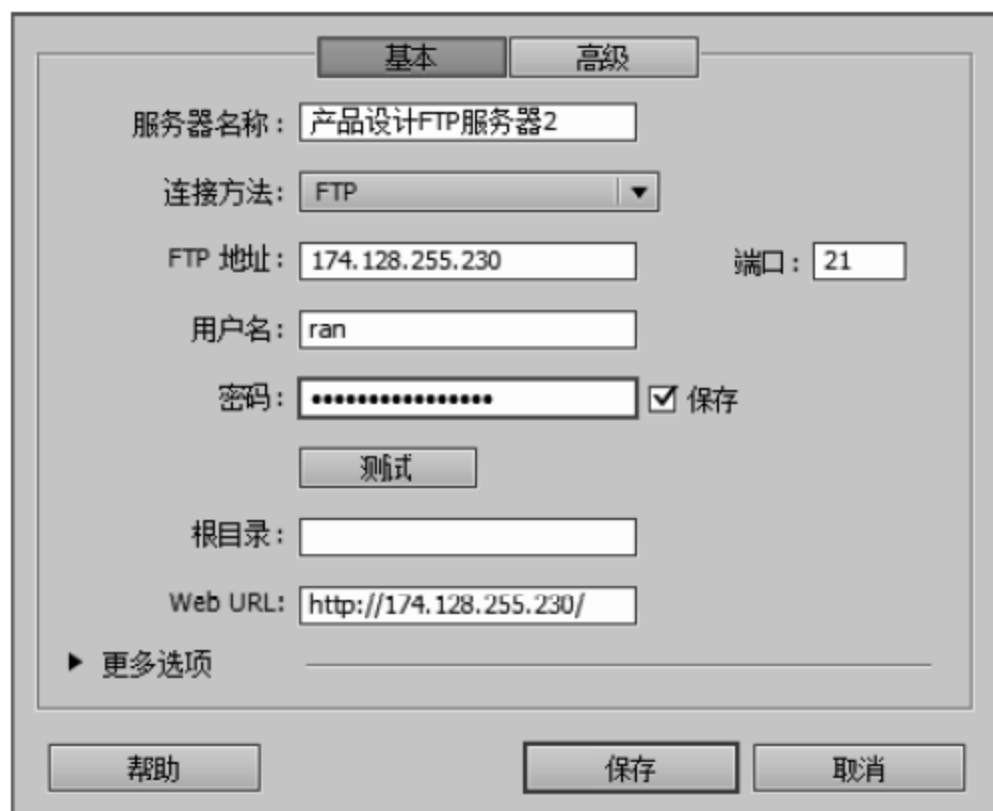 基本 高级
服务器名称： 产品设计FTP服务器2
连接方法： FTP
FTP 地址： 174.128.255.230 端口： 21
用户名： ran
密码： •••••••••••••••• 保存
测试
根目录：
Web URL: http://174.128.255.230/
更多选项
帮助 保存 取消